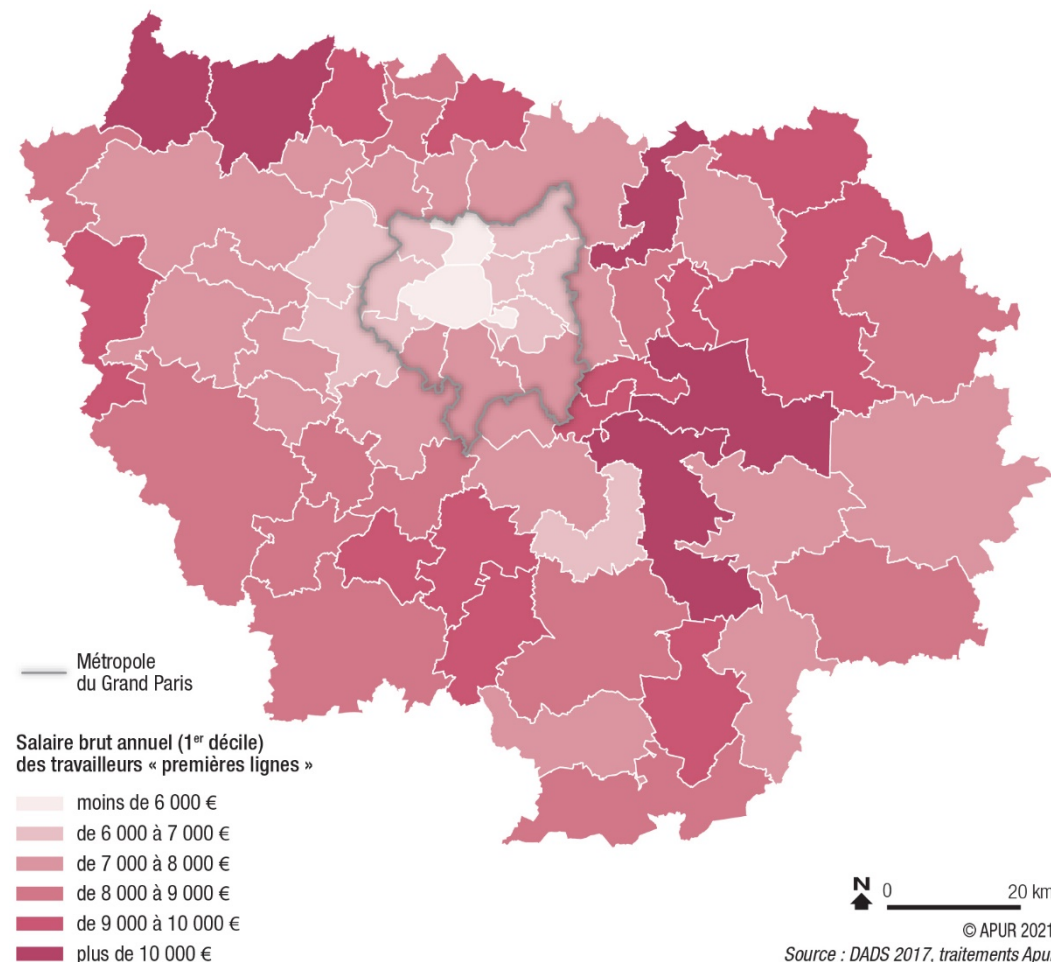 Métropole
du Grand Paris
Salaire brut annuel (1er décile)
des travailleurs « premières lignes »
moins de 6 000 €
de 6 000 à 7 000 €
de 7 000 à 8 000 €
de 8 000 à 9 000 €
de 9 000 à 10 000 €
plus de 10 000 €
N 0 20 km
© APUR 2021
Source : DADS 2017, traitements Apur